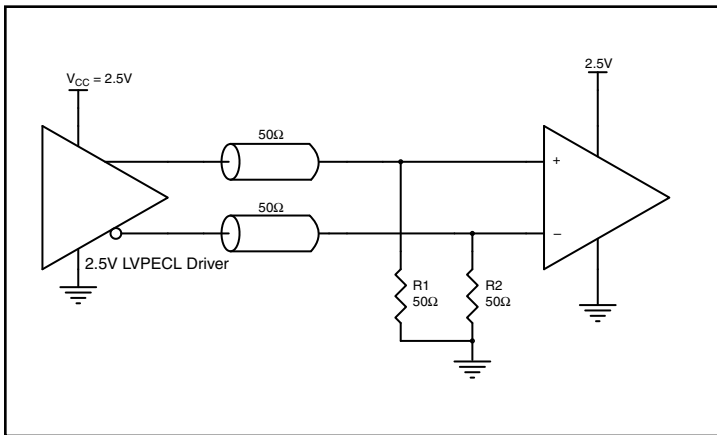 V_CC = 2.5V
2.5V
50Ω
+
50Ω
−
2.5V LVPECL Driver
R1
50Ω
R2
50Ω